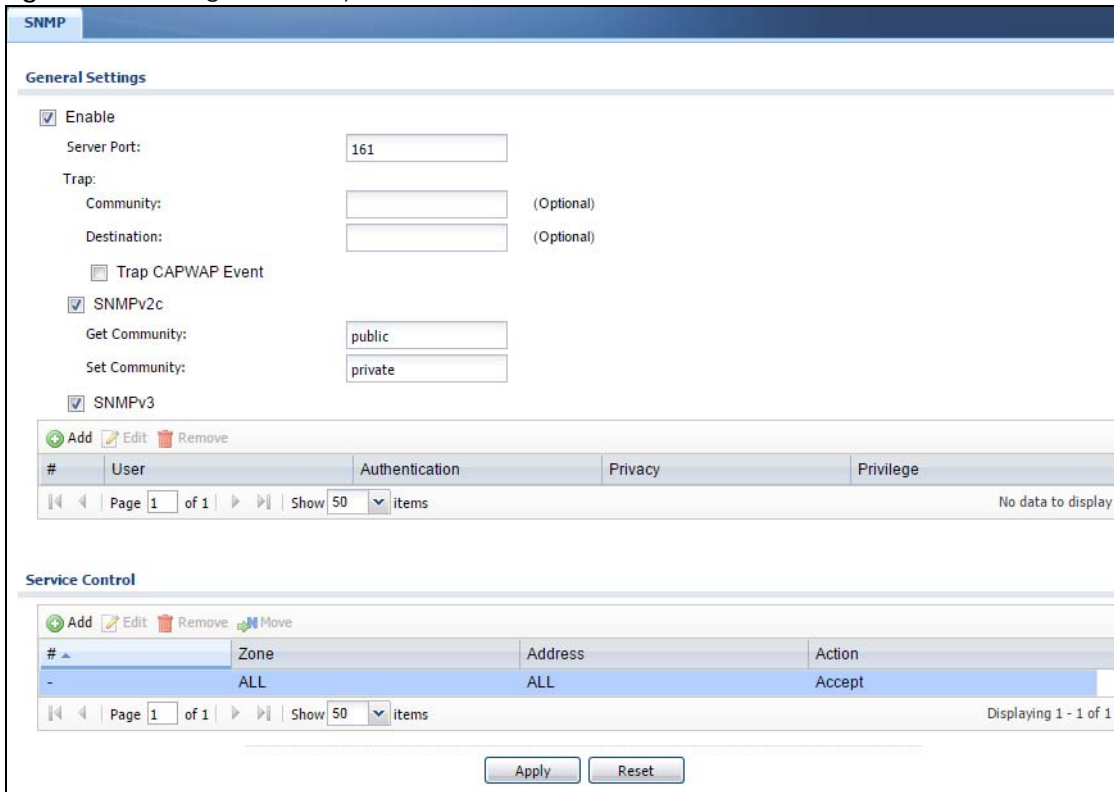 SNMP
General Settings
Enable
Server Port: 161
Trap:
Community: (Optional)
Destination: (Optional)
Trap CAPWAP Event
SNMPv2c
Get Community: public
Set Community: private
SNMPv3
Add Edit Remove
# User Authentication Privacy Privilege
Page 1 of 1 Show 50 items No data to display
Service Control
Add Edit Remove Move
# Zone Address Action
- ALL ALL Accept
Page 1 of 1 Show 50 items Displaying 1 - 1 of 1
Apply Reset